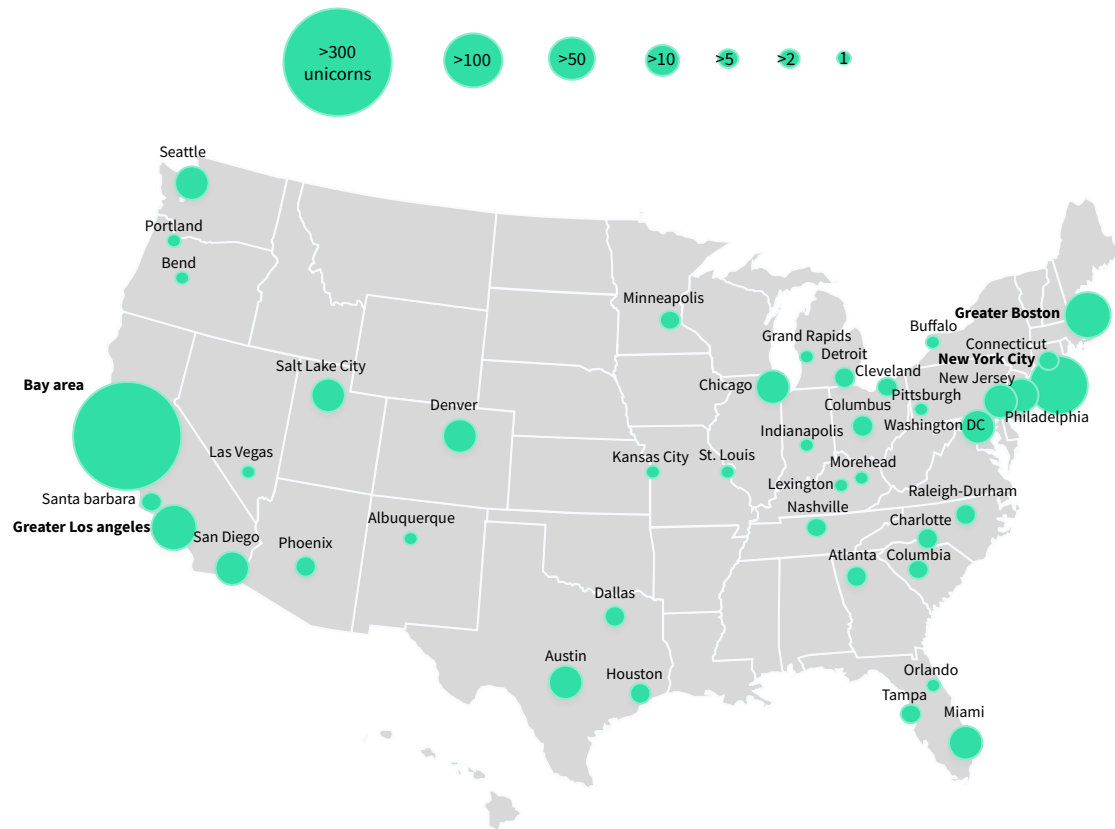 >300
unicorns
>100
>50
>10
>5
>2
1
Seattle
Portland
Bend
Minneapolis
Greater Boston
Buffalo
Grand Rapids
Connecticut
Detroit
New York City
Salt Lake City
Cleveland
New Jersey
Bay area
Chicago
Pittsburgh
Denver
Columbus
Philadelphia
Washington DC
Indianapolis
Las Vegas
Kansas City
St. Louis
Morehead
Lexington
Santa barbara
Raleigh-Durham
Nashville
Albuquerque
Charlotte
Greater Los angeles
San Diego
Phoenix
Atlanta
Columbia
Dallas
Austin
Houston
Orlando
Tampa
Miami